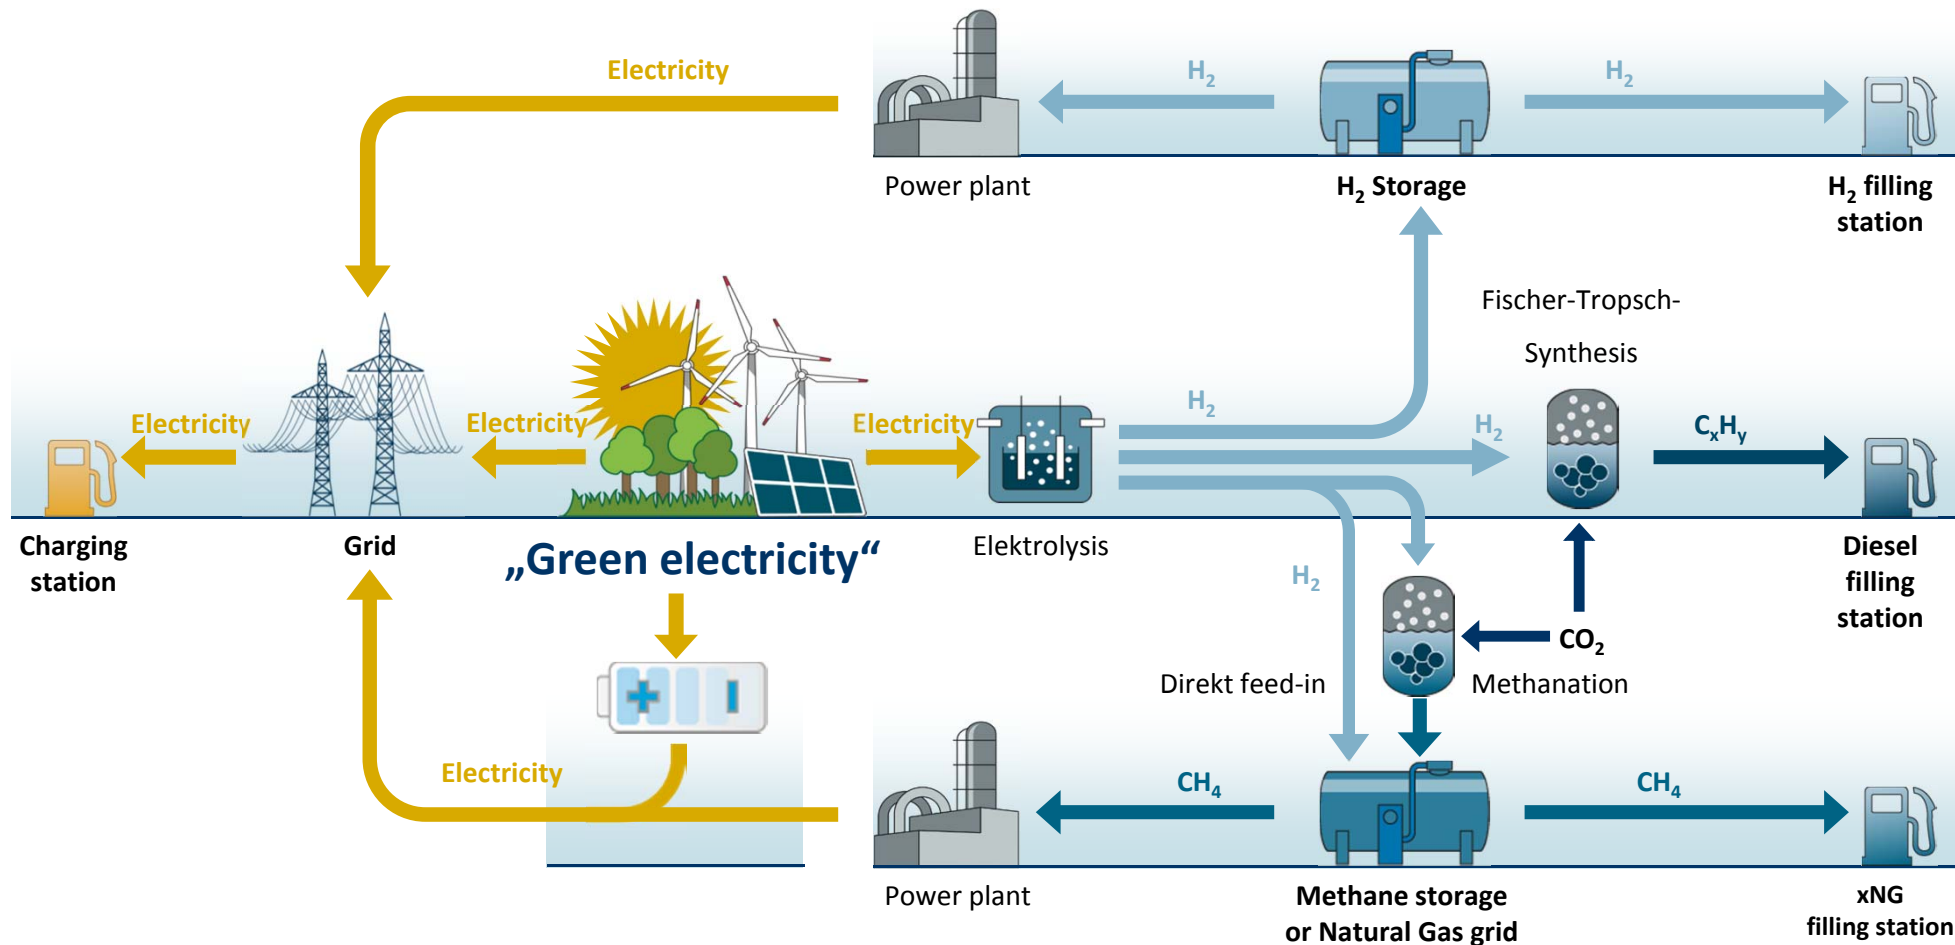 Electricity
H₂
H₂
Power plant
H₂ Storage
H₂ filling
station
Fischer-Tropsch-
Synthesis
Electricity
Electricity
Electricity
H₂
H₂
CₓHᵧ
Charging
station
Grid
„Green electricity“
Elektrolysis
Diesel
filling
station
H₂
CO₂
Direkt feed-in
Methanation
Electricity
CH₄
CH₄
Power plant
Methane storage
or Natural Gas grid
xNG
filling station